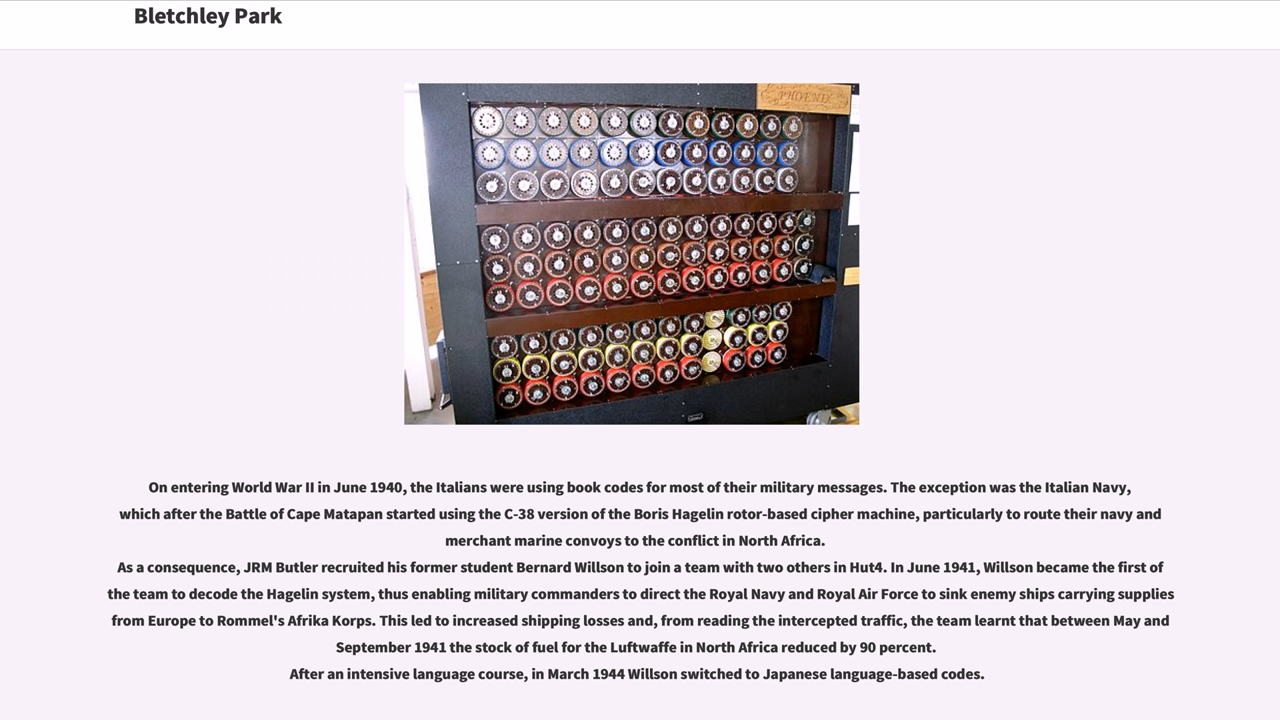 Bletchley Park
PHOENIX
On entering World War II in June 1940, the Italians were using book codes for most of their military messages. The exception was the Italian Navy,
which after the Battle of Cape Matapan started using the C-38 version of the Boris Hagelin rotor-based cipher machine, particularly to route their navy and
merchant marine convoys to the conflict in North Africa.
As a consequence, JRM Butler recruited his former student Bernard Willson to join a team with two others in Hut4. In June 1941, Willson became the first of
the team to decode the Hagelin system, thus enabling military commanders to direct the Royal Navy and Royal Air Force to sink enemy ships carrying supplies
from Europe to Rommel's Afrika Korps. This led to increased shipping losses and, from reading the intercepted traffic, the team learnt that between May and
September 1941 the stock of fuel for the Luftwaffe in North Africa reduced by 90 percent.
After an intensive language course, in March 1944 Willson switched to Japanese language-based codes.